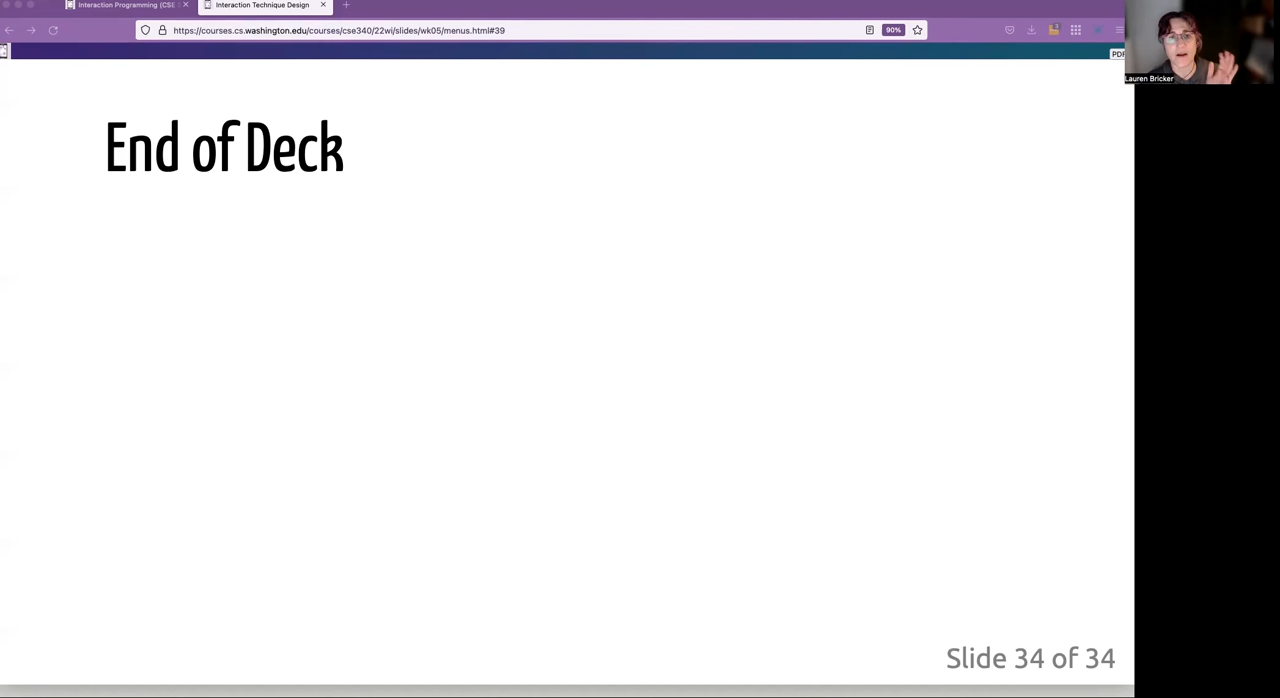 Interaction Programming (CSE
Interaction Technique Design
https://courses.cs.washington.edu/courses/cse340/22wi/slides/wk05/menus.html#39
90%
PDF
Lauren Bricker
End of Deck
Slide 34 of 34